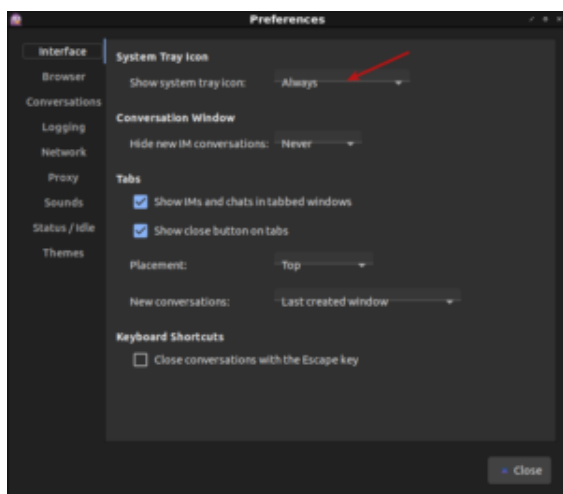 Preferences
Interface
Browser
Conversations
Logging
Network
Proxy
Sounds
Status / Idle
Themes
System Tray Icon
Show system tray icon: Always
Conversation Window
Hide new IM conversations: Never
Tabs
Show IMs and chats in tabbed windows
Show close button on tabs
Placement: Top
New conversations: Last created window
Keyboard Shortcuts
Close conversations with the Escape key
Close